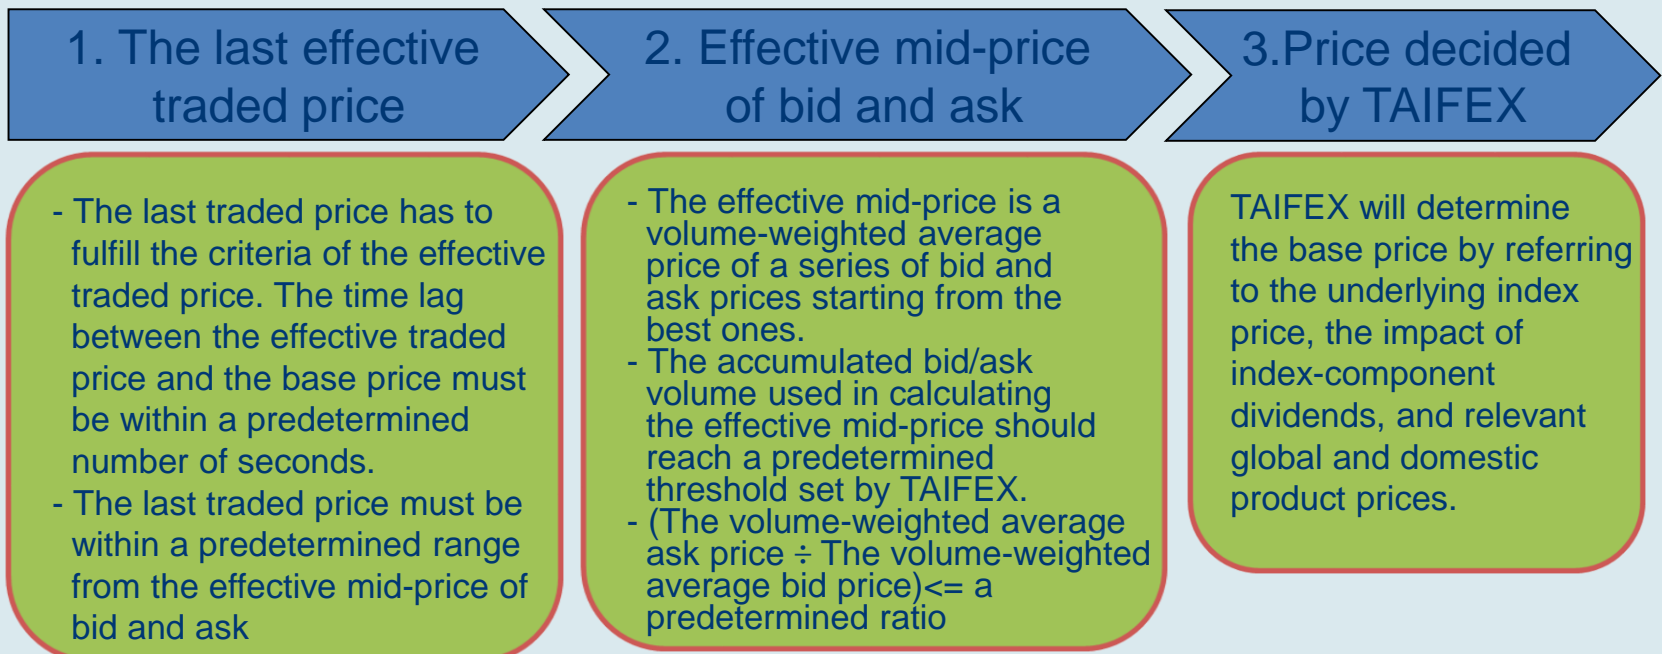 1. The last effective
traded price
2. Effective mid-price
of bid and ask
3.Price decided
by TAIFEX
- The last traded price has to
fulfill the criteria of the effective
traded price. The time lag
between the effective traded
price and the base price must
be within a predetermined
number of seconds.
- The last traded price must be
within a predetermined range
from the effective mid-price of
bid and ask
- The effective mid-price is a
volume-weighted average
price of a series of bid and
ask prices starting from the
best ones.
- The accumulated bid/ask
volume used in calculating
the effective mid-price should
reach a predetermined
threshold set by TAIFEX.
- (The volume-weighted average
ask price ÷ The volume-weighted
average bid price)<= a
predetermined ratio
TAIFEX will determine
the base price by referring
to the underlying index
price, the impact of
index-component
dividends, and relevant
global and domestic
product prices.